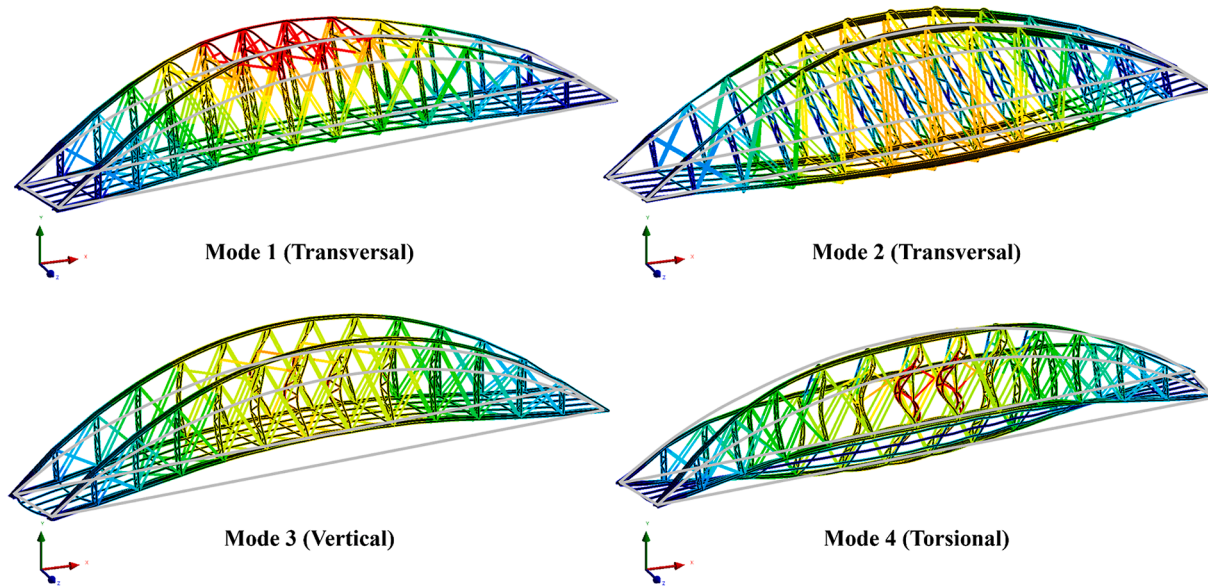 Y
X
Z
Mode 1 (Transversal)
Y
X
Z
Mode 2 (Transversal)
Y
X
Z
Mode 3 (Vertical)
Y
X
Z
Mode 4 (Torsional)